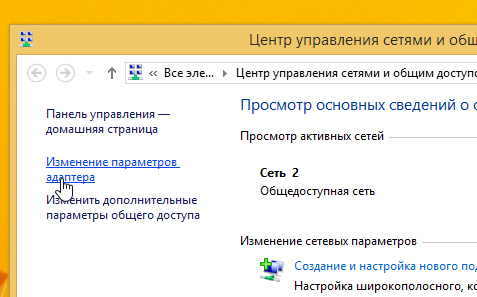 Центр управления сетями и общ
Все эле... Центр управления сетями и общим доступо
Панель управления —
домашняя страница
Изменение параметров
адаптера
Изменить дополнительные
параметры общего доступа
Просмотр основных сведений о с
Просмотр активных сетей
Сеть 2
Общедоступная сеть
Изменение сетевых параметров
Создание и настройка нового под
Настройка широкополосного, ко